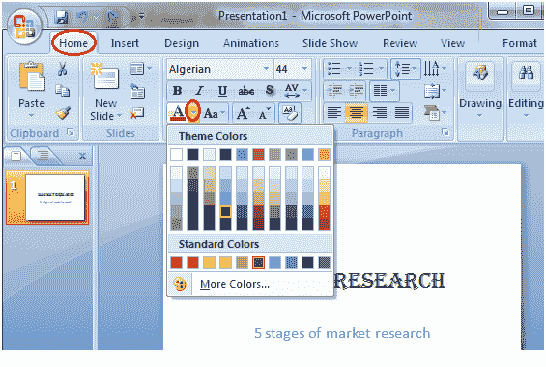 Presentation1 - Microsoft PowerPoint
Home Insert Design Animations Slide Show Review View Format
Algerian 44
Paste New Slide Drawing Editing
B I U abc S AV
A Aa A A
Clipboard Slides Paragraph
Theme Colors
1
Standard Colors
More Colors...
RESEARCH
5 stages of market research